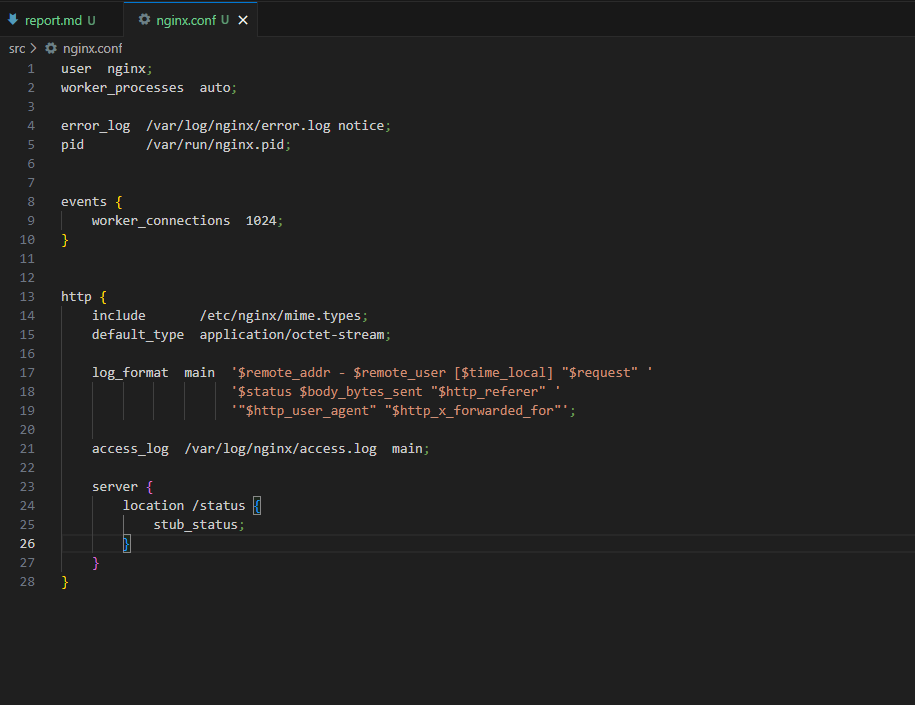 report.md U
nginx.conf U
src > nginx.conf
1 user  nginx;
2 worker_processes  auto;
3
4 error_log  /var/log/nginx/error.log notice;
5 pid        /var/run/nginx.pid;
6
7
8 events {
9     worker_connections  1024;
10 }
11
12
13 http {
14     include       /etc/nginx/mime.types;
15     default_type  application/octet-stream;
16
17     log_format  main  '$remote_addr - $remote_user [$time_local] "$request" '
18                       '$status $body_bytes_sent "$http_referer" '
19                       '"$http_user_agent" "$http_x_forwarded_for"';
20
21     access_log  /var/log/nginx/access.log  main;
22
23     server {
24         location /status {
25             stub_status;
26         }
27     }
28 }